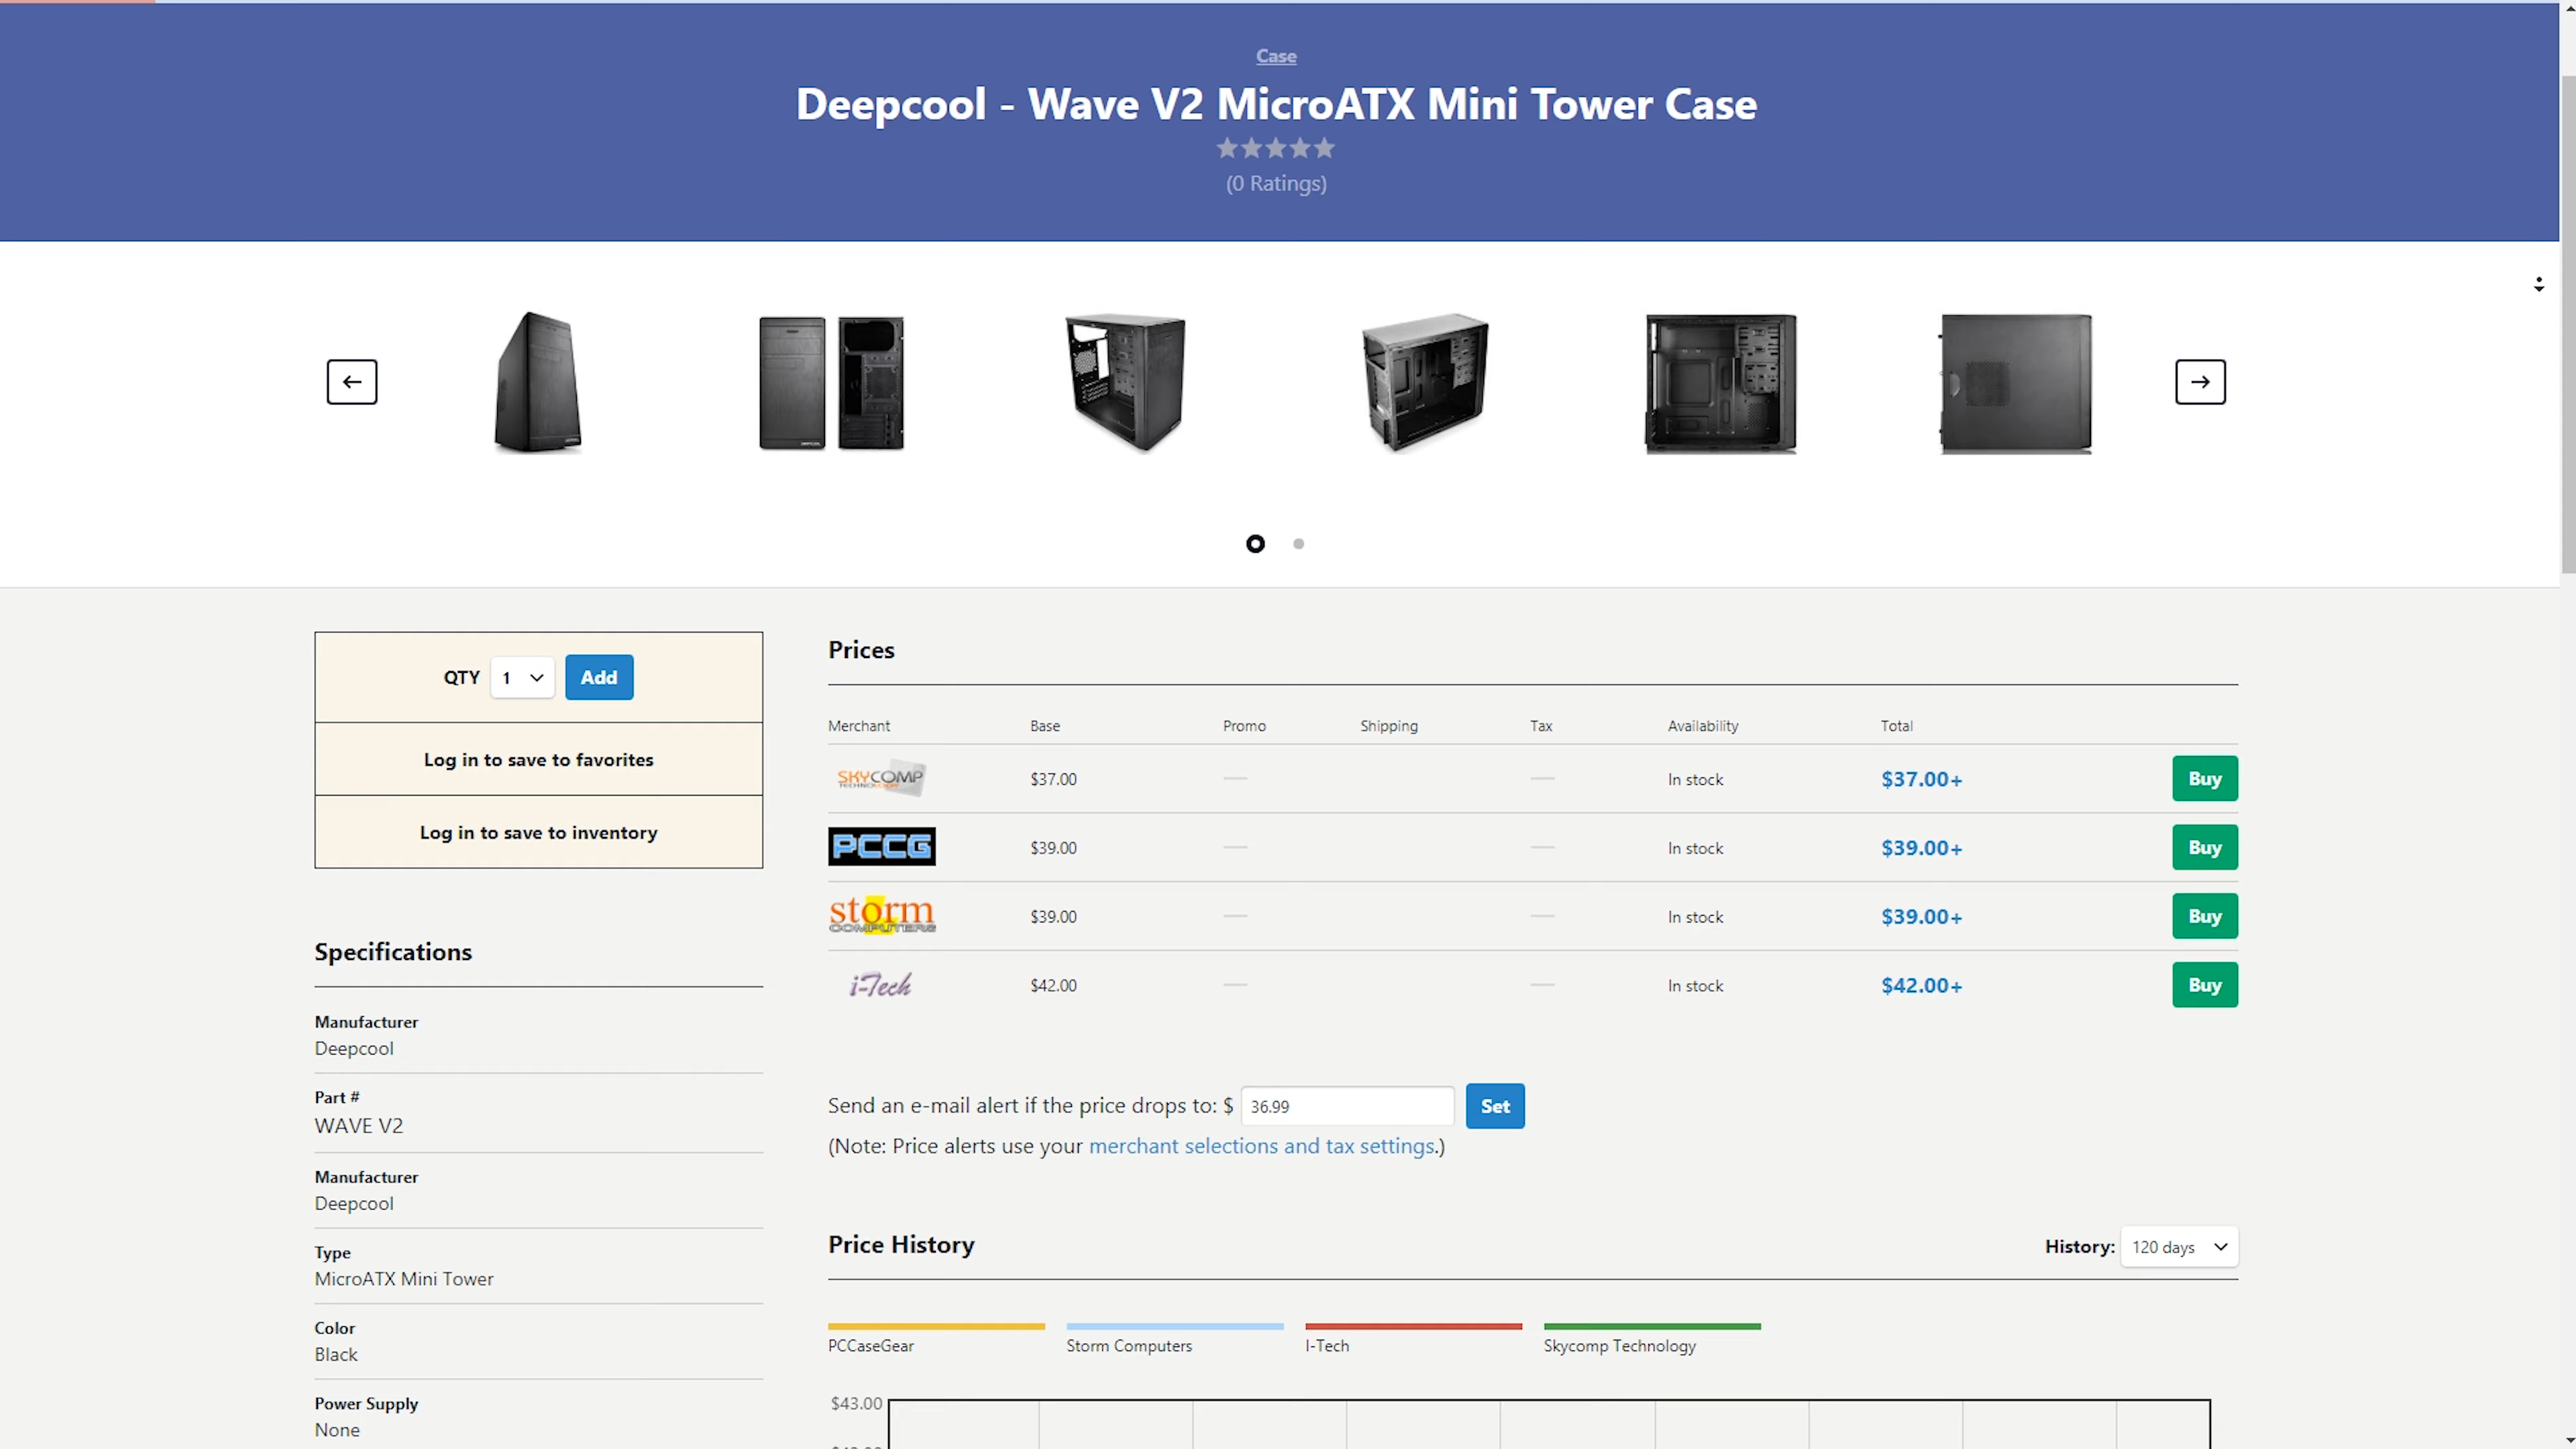 Case
Deepcool - Wave V2 MicroATX Mini Tower Case
(0 Ratings)
QTY 1 Add
Log in to save to favorites
Log in to save to inventory
Specifications
Manufacturer
Deepcool
Part #
WAVE V2
Manufacturer
Deepcool
Type
MicroATX Mini Tower
Color
Black
Power Supply
None
Prices
Merchant Base Promo Shipping Tax Availability Total
SKYCOMP TECHNOLOGY $37.00 — — In stock $37.00+ Buy
PCCG $39.00 — — In stock $39.00+ Buy
storm COMPUTERS $39.00 — — In stock $39.00+ Buy
i-Tech $42.00 — — In stock $42.00+ Buy
Send an e-mail alert if the price drops to: $ 36.99 Set
(Note: Price alerts use your merchant selections and tax settings.)
Price History History: 120 days
PCCaseGear Storm Computers I-Tech Skycomp Technology
$43.00